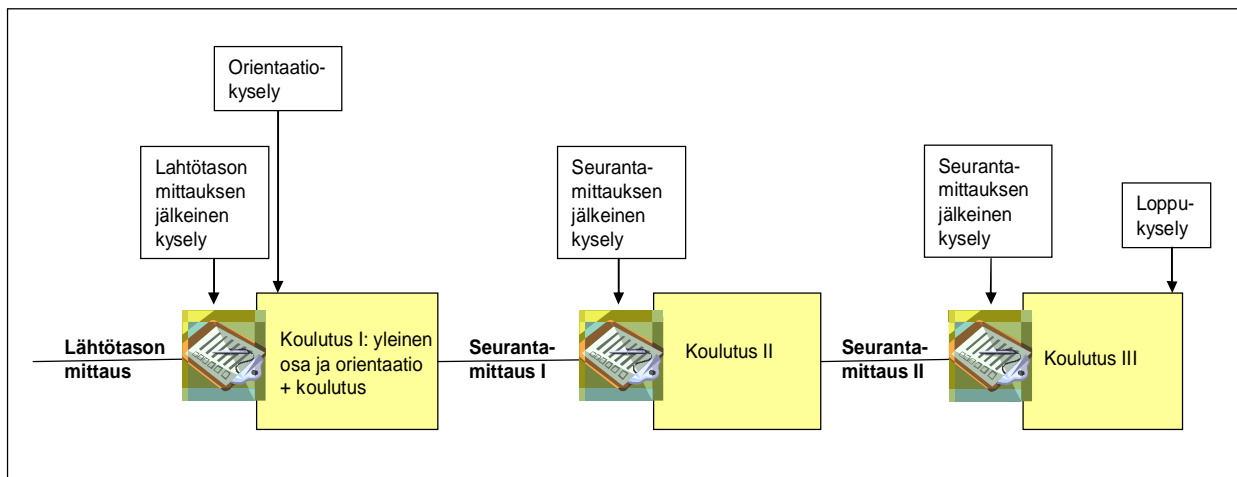 Orientaatio-
kysely
Lahtötason
mittauksen
jälkeinen
kysely
Seuranta-
mittauksen
jälkeinen
kysely
Seuranta-
mittauksen
jälkeinen
kysely
Loppu-
kysely
Lähtötason
mittaus
Koulutus I: yleinen
osa ja orientaatio
+ koulutus
Seuranta-
mittaus I
Koulutus II
Seuranta-
mittaus II
Koulutus III